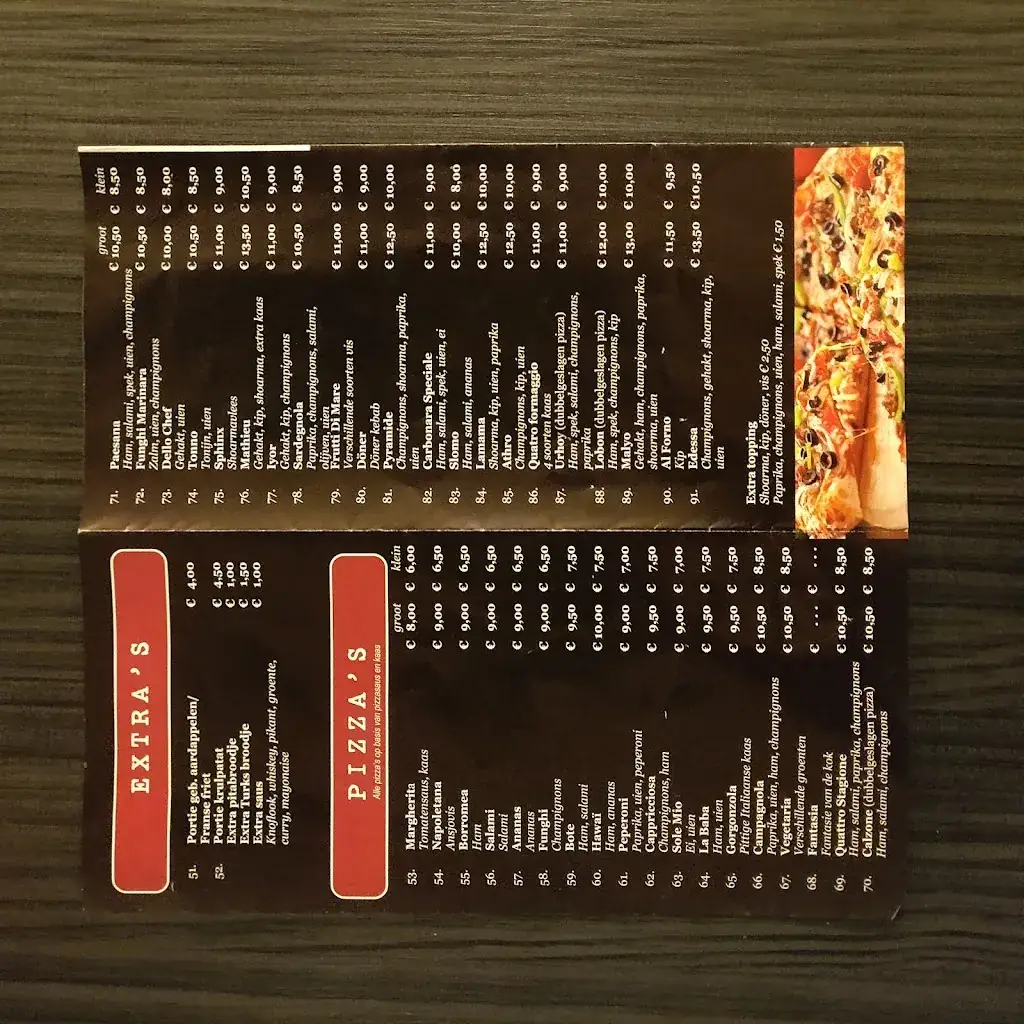 EXTRA'S
51. Portie geb. aardappelen/ € 4,00
Franse friet
52. Portie krulpatat € 4,50
Extra pitabroodje € 1,00
Extra Turks broodje € 1,50
Extra saus € 1,00
Knoflook, whiskey, pikant, groente,
curry, mayonaise
PIZZA'S
Alle pizza's op basis van pizzasaus en kaas
groot klein
53. Margherita € 8,00 € 6,00
Tomatensaus, kaas
54. Napoletana € 9,00 € 6,50
Ansjovis
55. Borromea € 9,00 € 6,50
Ham
56. Salami € 9,00 € 6,50
Salami
57. Ananas € 9,00 € 6,50
Ananas
58. Funghi € 9,00 € 6,50
Champignons
59. Bote € 9,50 € 7,50
Ham, salami
60. Hawaï € 10,00 € 7,50
Ham, ananas
61. Peperoni € 9,00 € 7,00
Paprika, uien, peperoni
62. Cappricciosa € 9,50 € 7,50
Champignons, ham
63. Sole Mio € 9,00 € 7,00
Ei, uien
64. La Baba € 9,50 € 7,50
Ham, uien
65. Gorgonzola € 9,50 € 7,50
Pittige Italiaanse kaas
66. Campagnola € 10,50 € 8,50
Paprika, uien, ham, champignons
67. Vegetaria € 10,50 € 8,50
Verschillende groenten
68. Fantasia € .... € ...
Fantasie van de kok
69. Quattro Stagione € 10,50 € 8,50
Ham, salami, paprika, champignons
70. Calzone (dubbelgeslagen pizza) € 10,50 € 8,50
Ham, salami, champignons
groot klein
71. Paesana € 10,50 € 8,50
Ham, salami, spek, uien, champignons
72. Funghi Marinara € 10,50 € 8,50
Zalm, uien, champignons
73. Dello Chef € 10,00 € 8,00
Gehakt, uien
74. Tonno € 10,50 € 8,50
Tonijn, uien
75. Sphinx € 11,00 € 9,00
Shoarmavlees
76. Mathieu € 13,50 € 10,50
Gehakt, kip, shoarma, extra kaas
77. Iyor € 11,00 € 9,00
Gehakt, kip, champignons
78. Sardegnola € 10,50 € 8,50
Paprika, champignons, salami,
olijven, uien
79. Frutti Di Mare € 11,00 € 9,00
Verschillende soorten vis
80. Döner € 11,00 € 9,00
Döner kebab
81. Pyramide € 12,50 € 10,00
Champignons, shoarma, paprika,
uien
82. Carbonara Speciale € 11,00 € 9,00
Ham, salami, spek, uien, ei
83. Slomo € 10,00 € 8,00
Ham, salami, ananas
84. Lamama € 12,50 € 10,00
Shoarma, kip, uien, paprika
85. Athro € 12,50 € 10,00
Champignons, kip, uien
86. Quatro formaggio € 11,00 € 9,00
4 soorten kaas
87. Urhoy (dubbelgeslagen pizza) € 11,00 € 9,00
Ham, spek, salami, champignons,
paprika
88. Lobon (dubbelgeslagen pizza) € 12,00 € 10,00
Ham, spek, champignons, kip
89. Malyo € 13,00 € 10,00
Gehakt, ham, champignons, paprika,
shoarma, uien
90. Al Forno € 11,50 € 9,50
Kip
91. Edessa € 13,50 €10,50
Champignons, gehakt, shoarma, kip,
uien
Extra topping
Shoarma, kip, döner, vis € 2,50
Paprika, champignons, uien, ham, salami, spek € 1,50